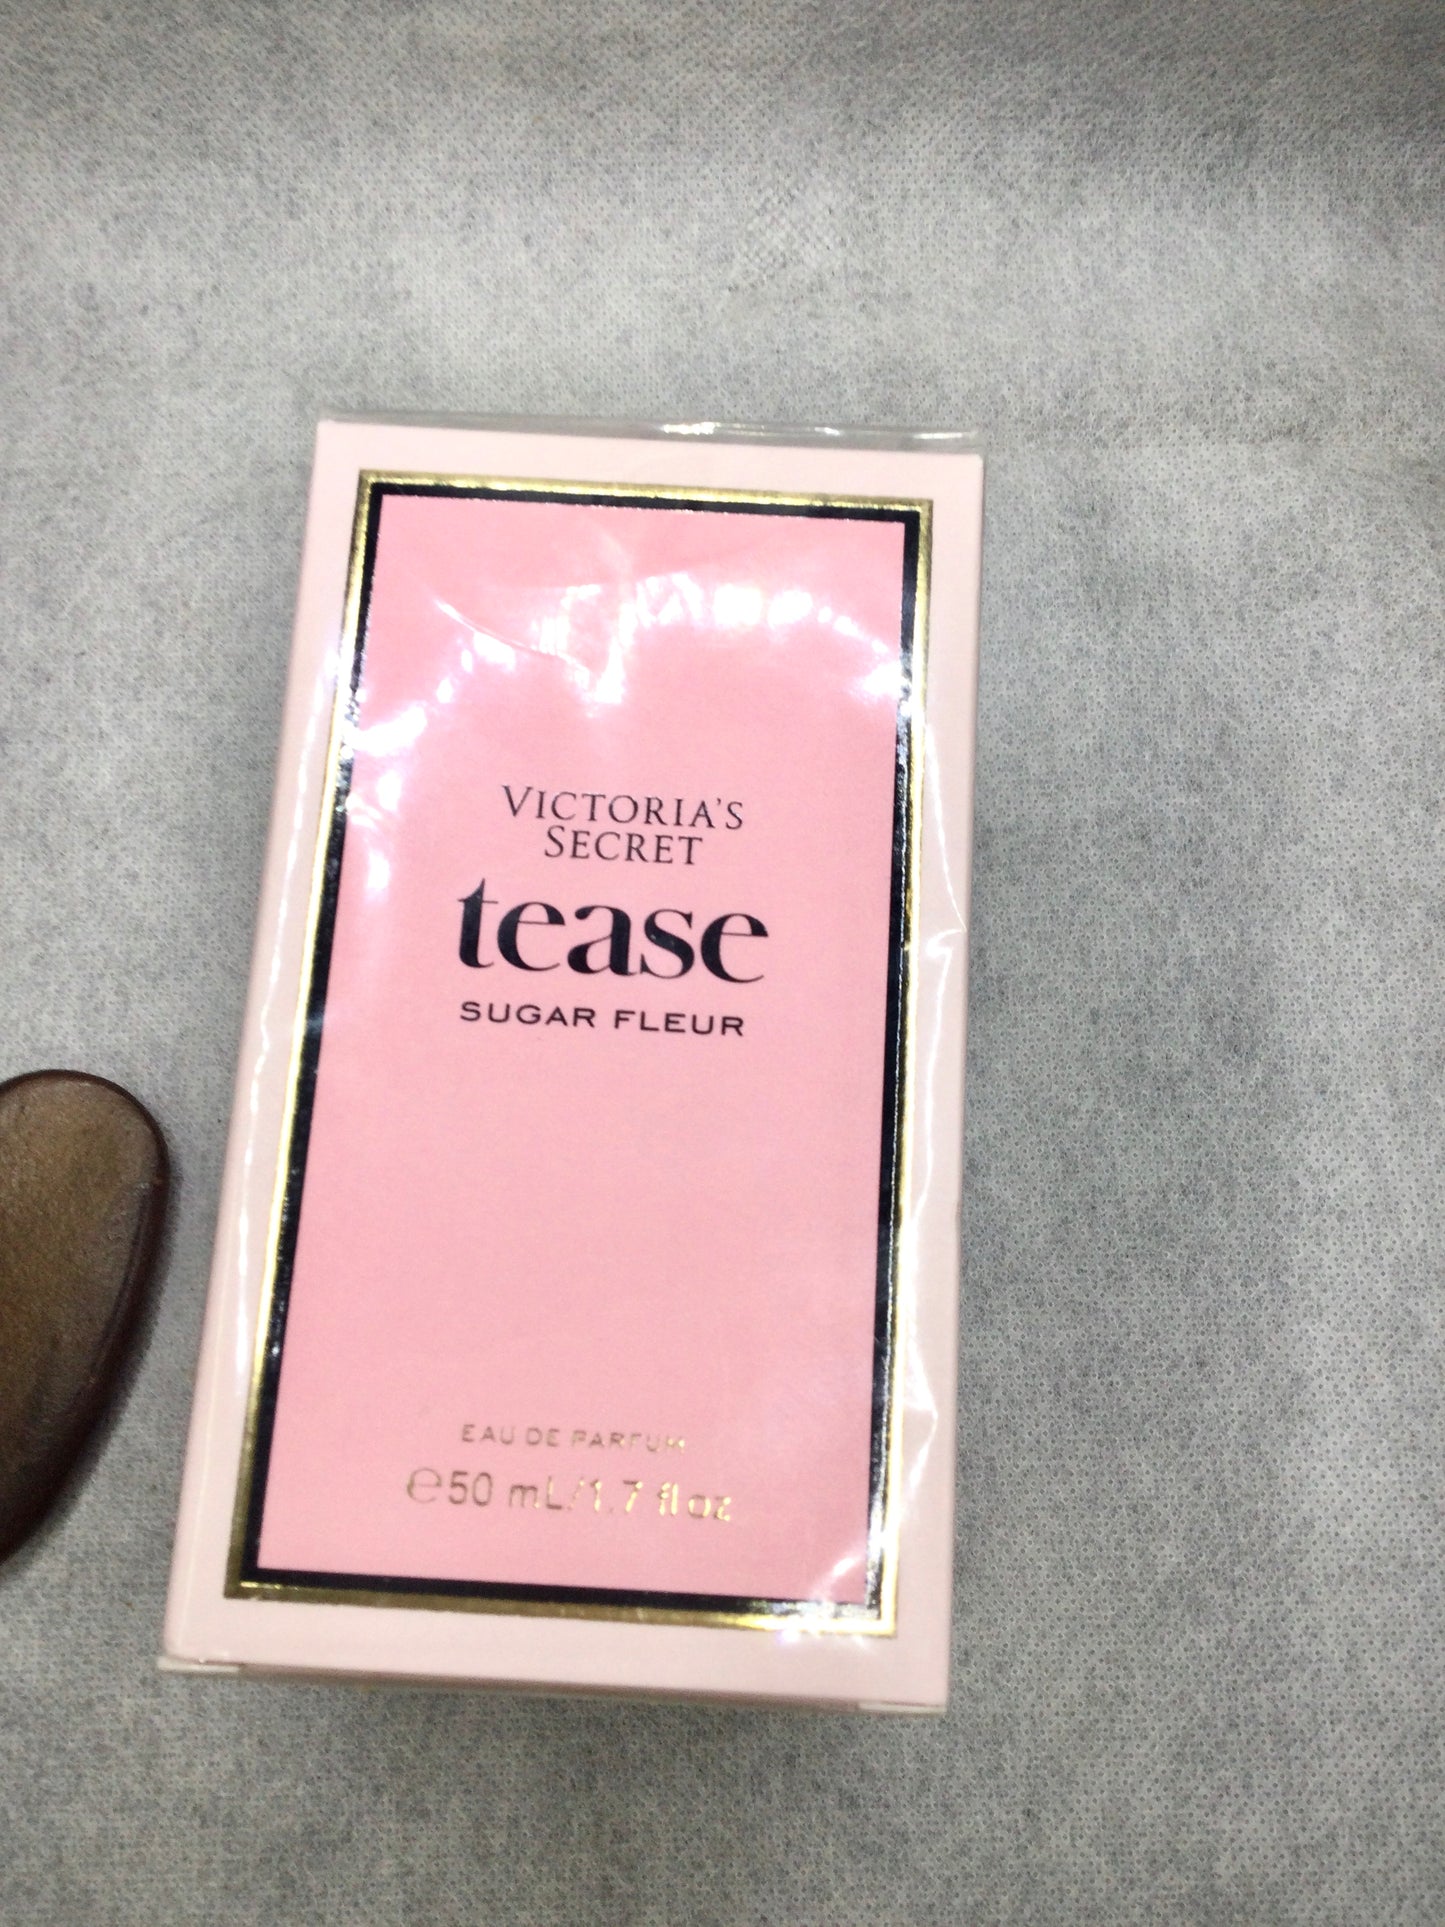 VICTORIA'S
SECRET
tease
SUGAR FLEUR
EAU DE PARFUM
℮50 mL/1.7 fl oz